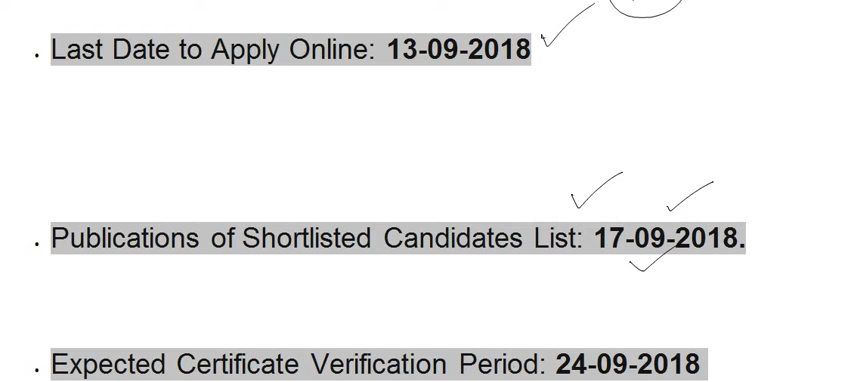 . Last Date to Apply Online: 13-09-2018
. Publications of Shortlisted Candidates List: 17-09-2018.
. Expected Certificate Verification Period: 24-09-2018